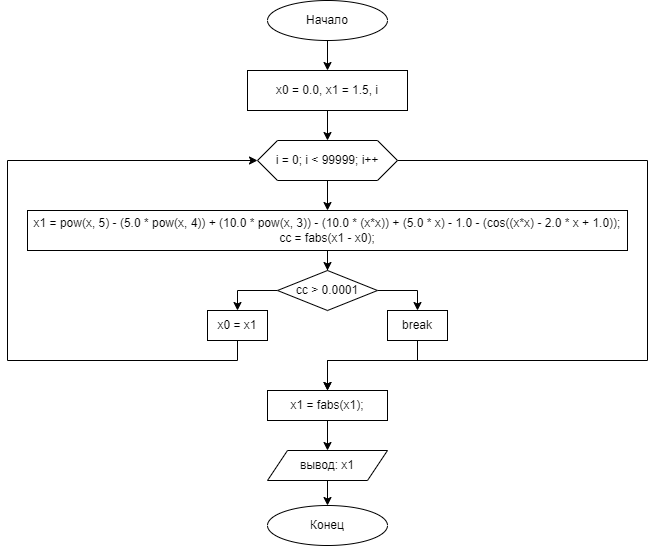 Начало
x0 = 0.0, x1 = 1.5, i
i = 0; i < 99999; i++
x1 = pow(x, 5) - (5.0 * pow(x, 4)) + (10.0 * pow(x, 3)) - (10.0 * (x*x)) + (5.0 * x) - 1.0 - (cos((x*x) - 2.0 * x + 1.0));
cc = fabs(x1 - x0);
cc > 0.0001
x0 = x1
break
x1 = fabs(x1);
вывод: x1
Конец